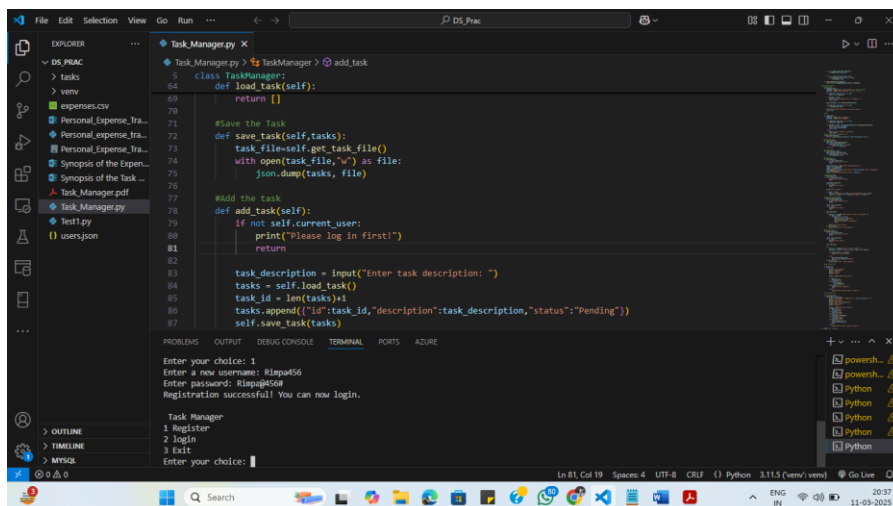 File Edit Selection View Go Run ... DS_Prac
EXPLORER ...
DS_PRAC
tasks
venv
expenses.csv
Personal_Expense_Tra...
Personal_expense_tra...
Personal_Expense_Tra...
Synopsis of the Expen...
Synopsis of the Task ...
Task_Manager.pdf
Task_Manager.py
Test1.py
users.json
OUTLINE
TIMELINE
MYSQL
Task_Manager.py
Task_Manager.py > TaskManager > add_task
5 class TaskManager:
64 def load_task(self):
69 return []
70
71 #Save the Task
72 def save_task(self,tasks):
73 task_file=self.get_task_file()
74 with open(task_file,"w") as file:
75 json.dump(tasks, file)
76
77 #Add the task
78 def add_task(self):
79 if not self.current_user:
80 print("Please log in first!")
81 return
82
83 task_description = input("Enter task description: ")
84 tasks = self.load_task()
85 task_id = len(tasks)+1
86 tasks.append({"id":task_id,"description":task_description,"status":"Pending"})
87 self.save_task(tasks)
PROBLEMS OUTPUT DEBUG CONSOLE TERMINAL PORTS AZURE
Enter your choice: 1
Enter a new username: Rimpa456
Enter password: Rimpa@456#
Registration successful! You can now login.
Task Manager
1 Register
2 login
3 Exit
Enter your choice:
powersh...
powersh...
Python
Python
Python
Python
Python
0 0 Ln 81, Col 19 Spaces: 4 UTF-8 CRLF {} Python 3.11.5 ('venv': venv) Go Live
Search ENG IN 20:37 11-03-2025